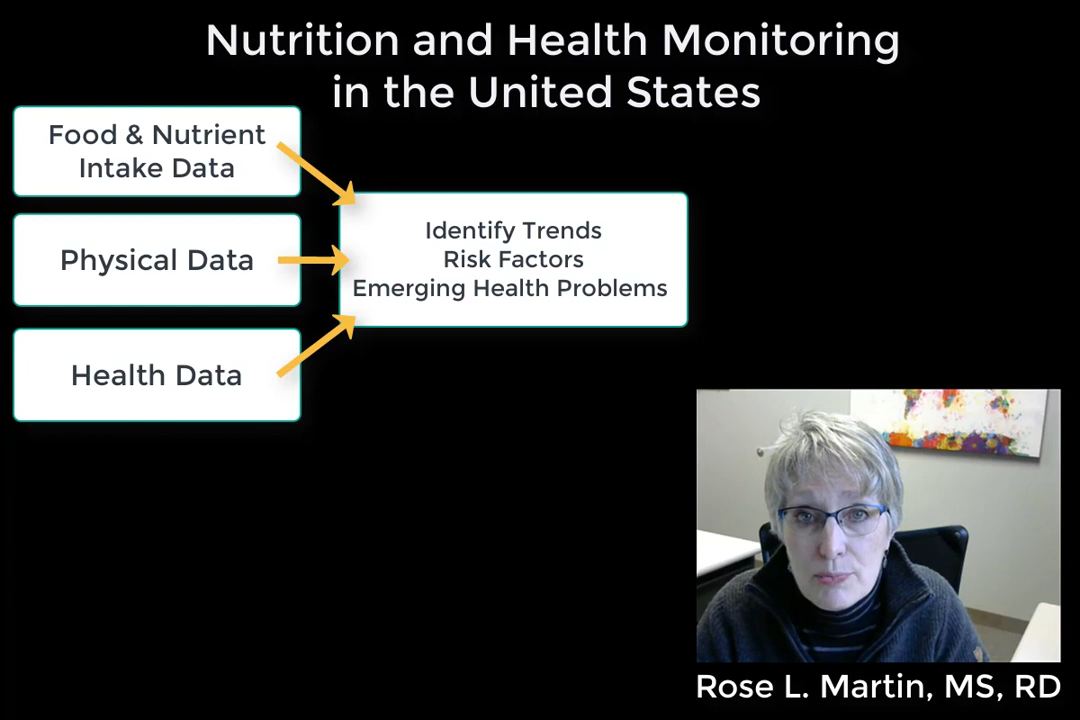 Nutrition and Health Monitoring
in the United States
Food & Nutrient
Intake Data
Physical Data
Health Data
Identify Trends
Risk Factors
Emerging Health Problems
Rose L. Martin, MS, RD